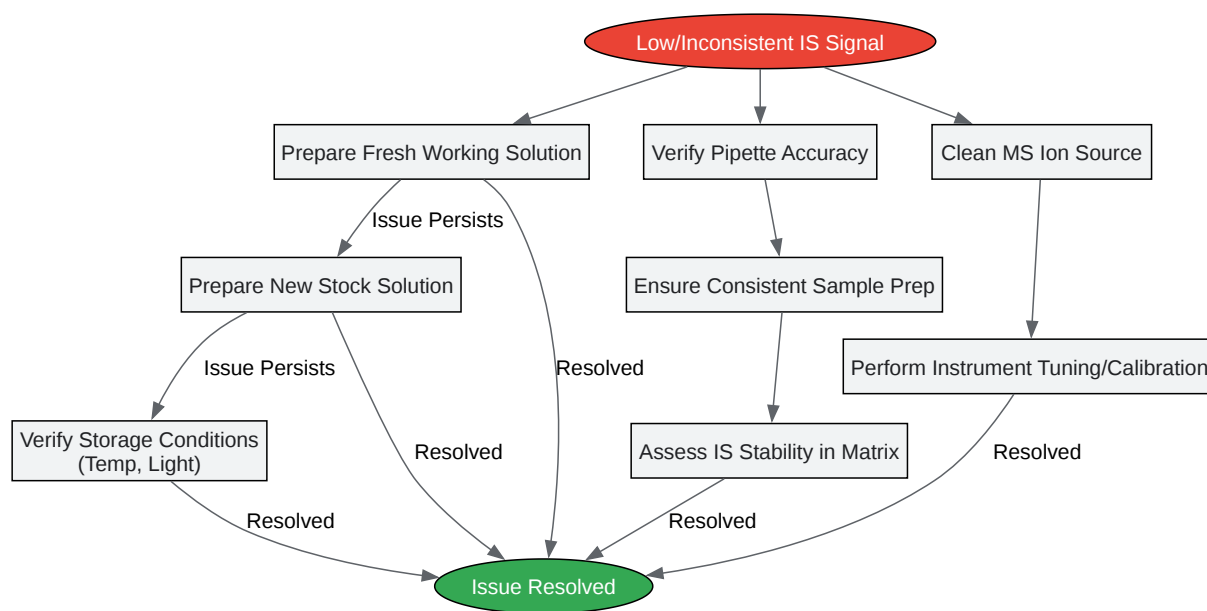 Low/Inconsistent IS Signal
Prepare Fresh Working Solution
Verify Pipette Accuracy
Clean MS Ion Source
Issue Persists
Prepare New Stock Solution
Ensure Consistent Sample Prep
Issue Persists
Resolved
Perform Instrument Tuning/Calibration
Verify Storage Conditions
(Temp, Light)
Resolved
Assess IS Stability in Matrix
Resolved
Resolved
Resolved
Issue Resolved